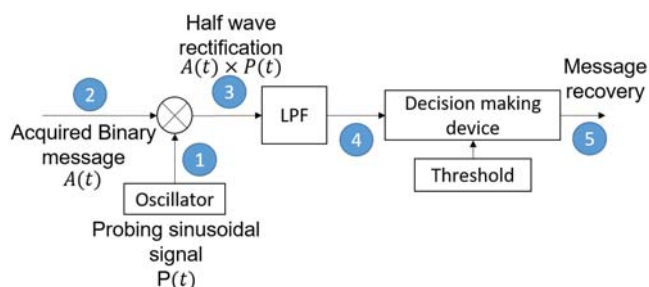 Half wave
rectification
A(t) × P(t)
Message
recovery
2
3
LPF
Decision making
device
Acquired Binary
message
A(t)
1
4
5
Oscillator
Threshold
Probing sinusoidal
signal
P(t)